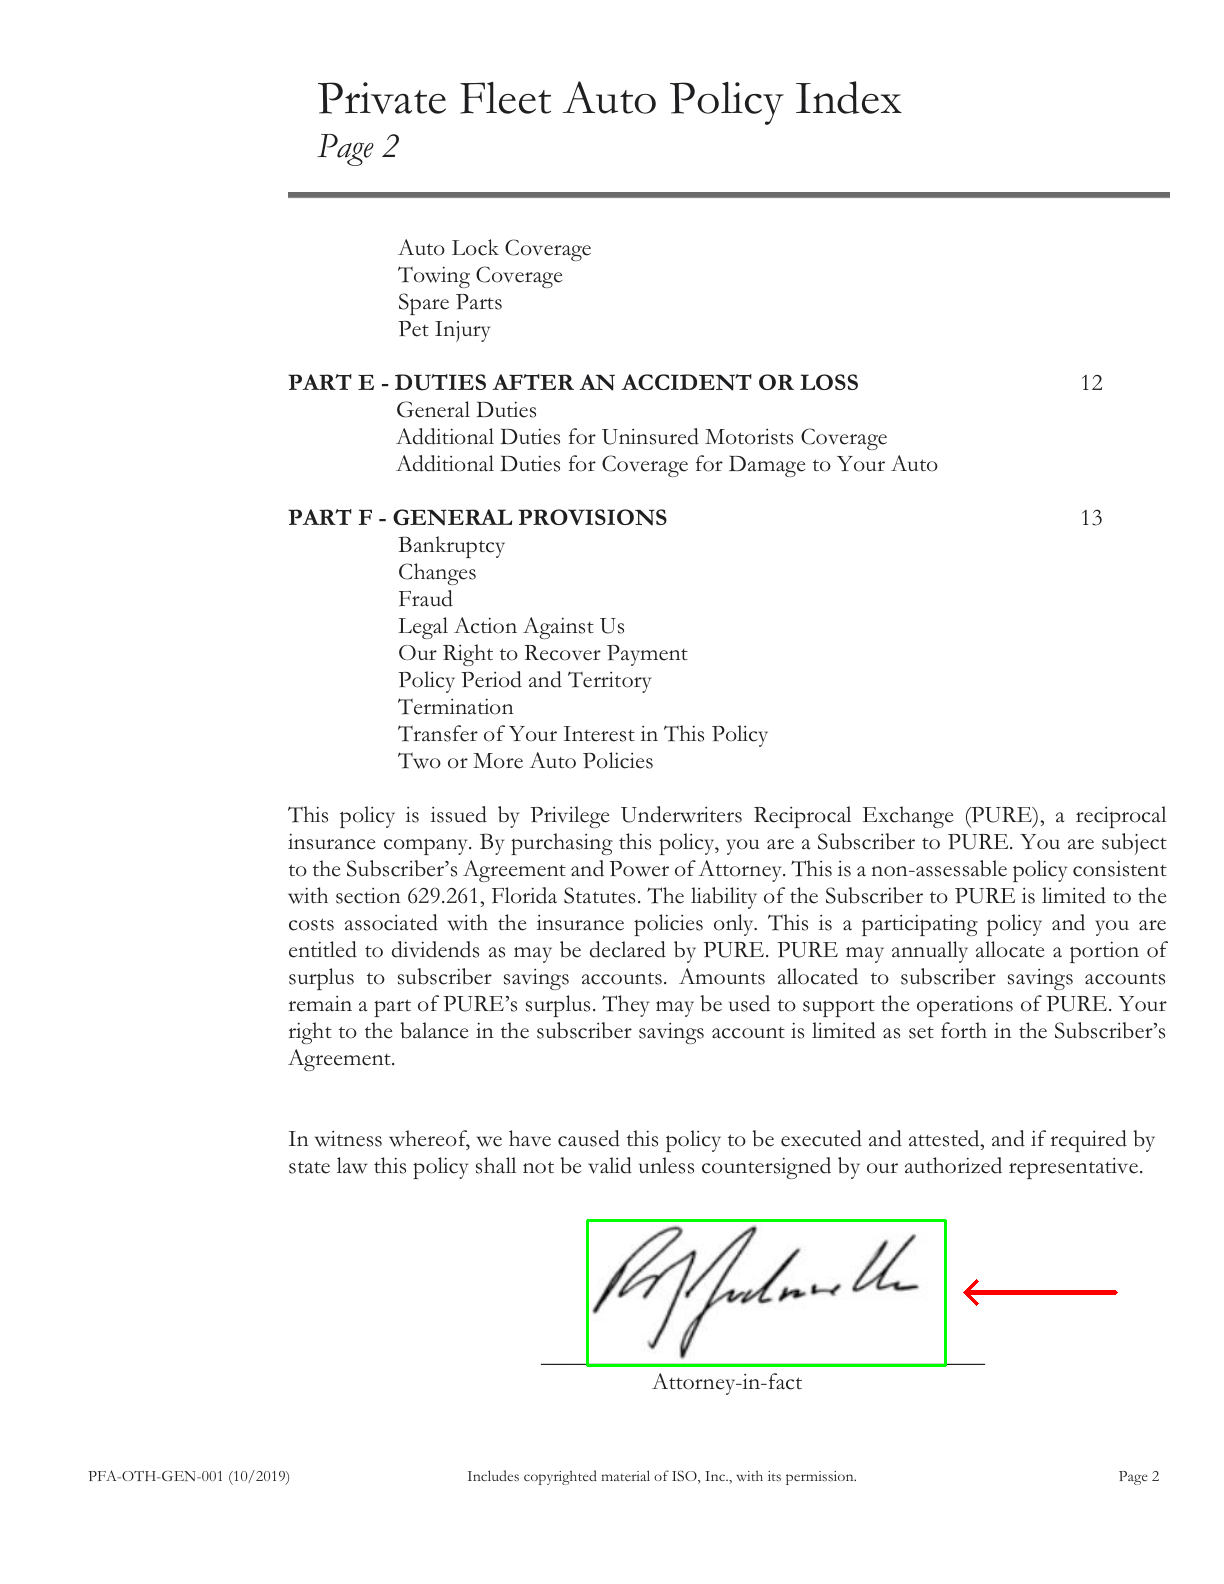 Private Fleet Auto Policy Index
Page 2
Auto Lock Coverage
Towing Coverage
Spare Parts
Pet Injury
PART E - DUTIES AFTER AN ACCIDENT OR LOSS 12
General Duties
Additional Duties for Uninsured Motorists Coverage
Additional Duties for Coverage for Damage to Your Auto
PART F - GENERAL PROVISIONS 13
Bankruptcy
Changes
Fraud
Legal Action Against Us
Our Right to Recover Payment
Policy Period and Territory
Termination
Transfer of Your Interest in This Policy
Two or More Auto Policies
This policy is issued by Privilege Underwriters Reciprocal Exchange (PURE), a reciprocal
insurance company. By purchasing this policy, you are a Subscriber to PURE. You are subject
to the Subscriber’s Agreement and Power of Attorney. This is a non-assessable policy consistent
with section 629.261, Florida Statutes. The liability of the Subscriber to PURE is limited to the
costs associated with the insurance policies only. This is a participating policy and you are
entitled to dividends as may be declared by PURE. PURE may annually allocate a portion of
surplus to subscriber savings accounts. Amounts allocated to subscriber savings accounts
remain a part of PURE’s surplus. They may be used to support the operations of PURE. Your
right to the balance in the subscriber savings account is limited as set forth in the Subscriber’s
Agreement.
In witness whereof, we have caused this policy to be executed and attested, and if required by
state law this policy shall not be valid unless countersigned by our authorized representative.
Attorney-in-fact
PFA-OTH-GEN-001 (10/2019) Includes copyrighted material of ISO, Inc., with its permission. Page 2